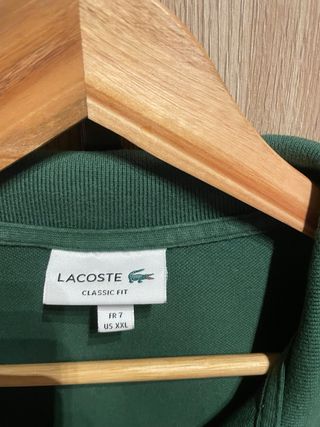 LACOSTE
CLASSIC FIT
FR 7
US XXL